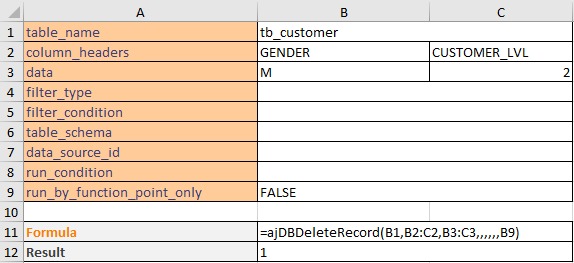 A B C
1 table_name tb_customer
2 column_headers GENDER CUSTOMER_LVL
3 data M 2
4 filter_type
5 filter_condition
6 table_schema
7 data_source_id
8 run_condition
9 run_by_function_point_only FALSE
10
11 Formula =ajDBDeleteRecord(B1,B2:C2,B3:C3,,,,,,B9)
12 Result 1